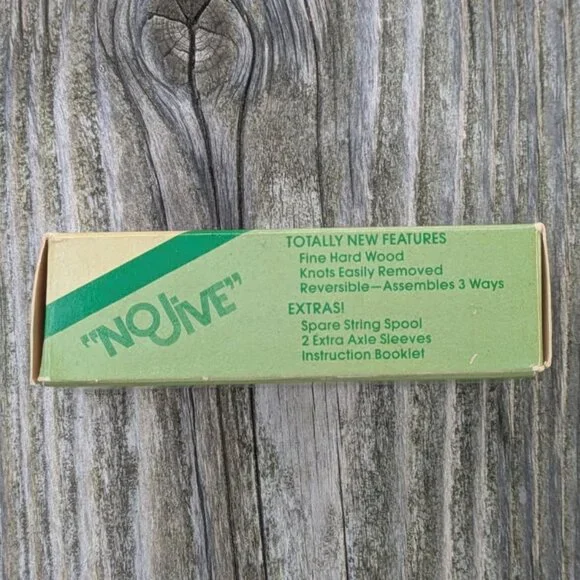 "NO JIVE"
TOTALLY NEW FEATURES
Fine Hard Wood
Knots Easily Removed
Reversible—Assembles 3 Ways
EXTRAS!
Spare String Spool
2 Extra Axle Sleeves
Instruction Booklet